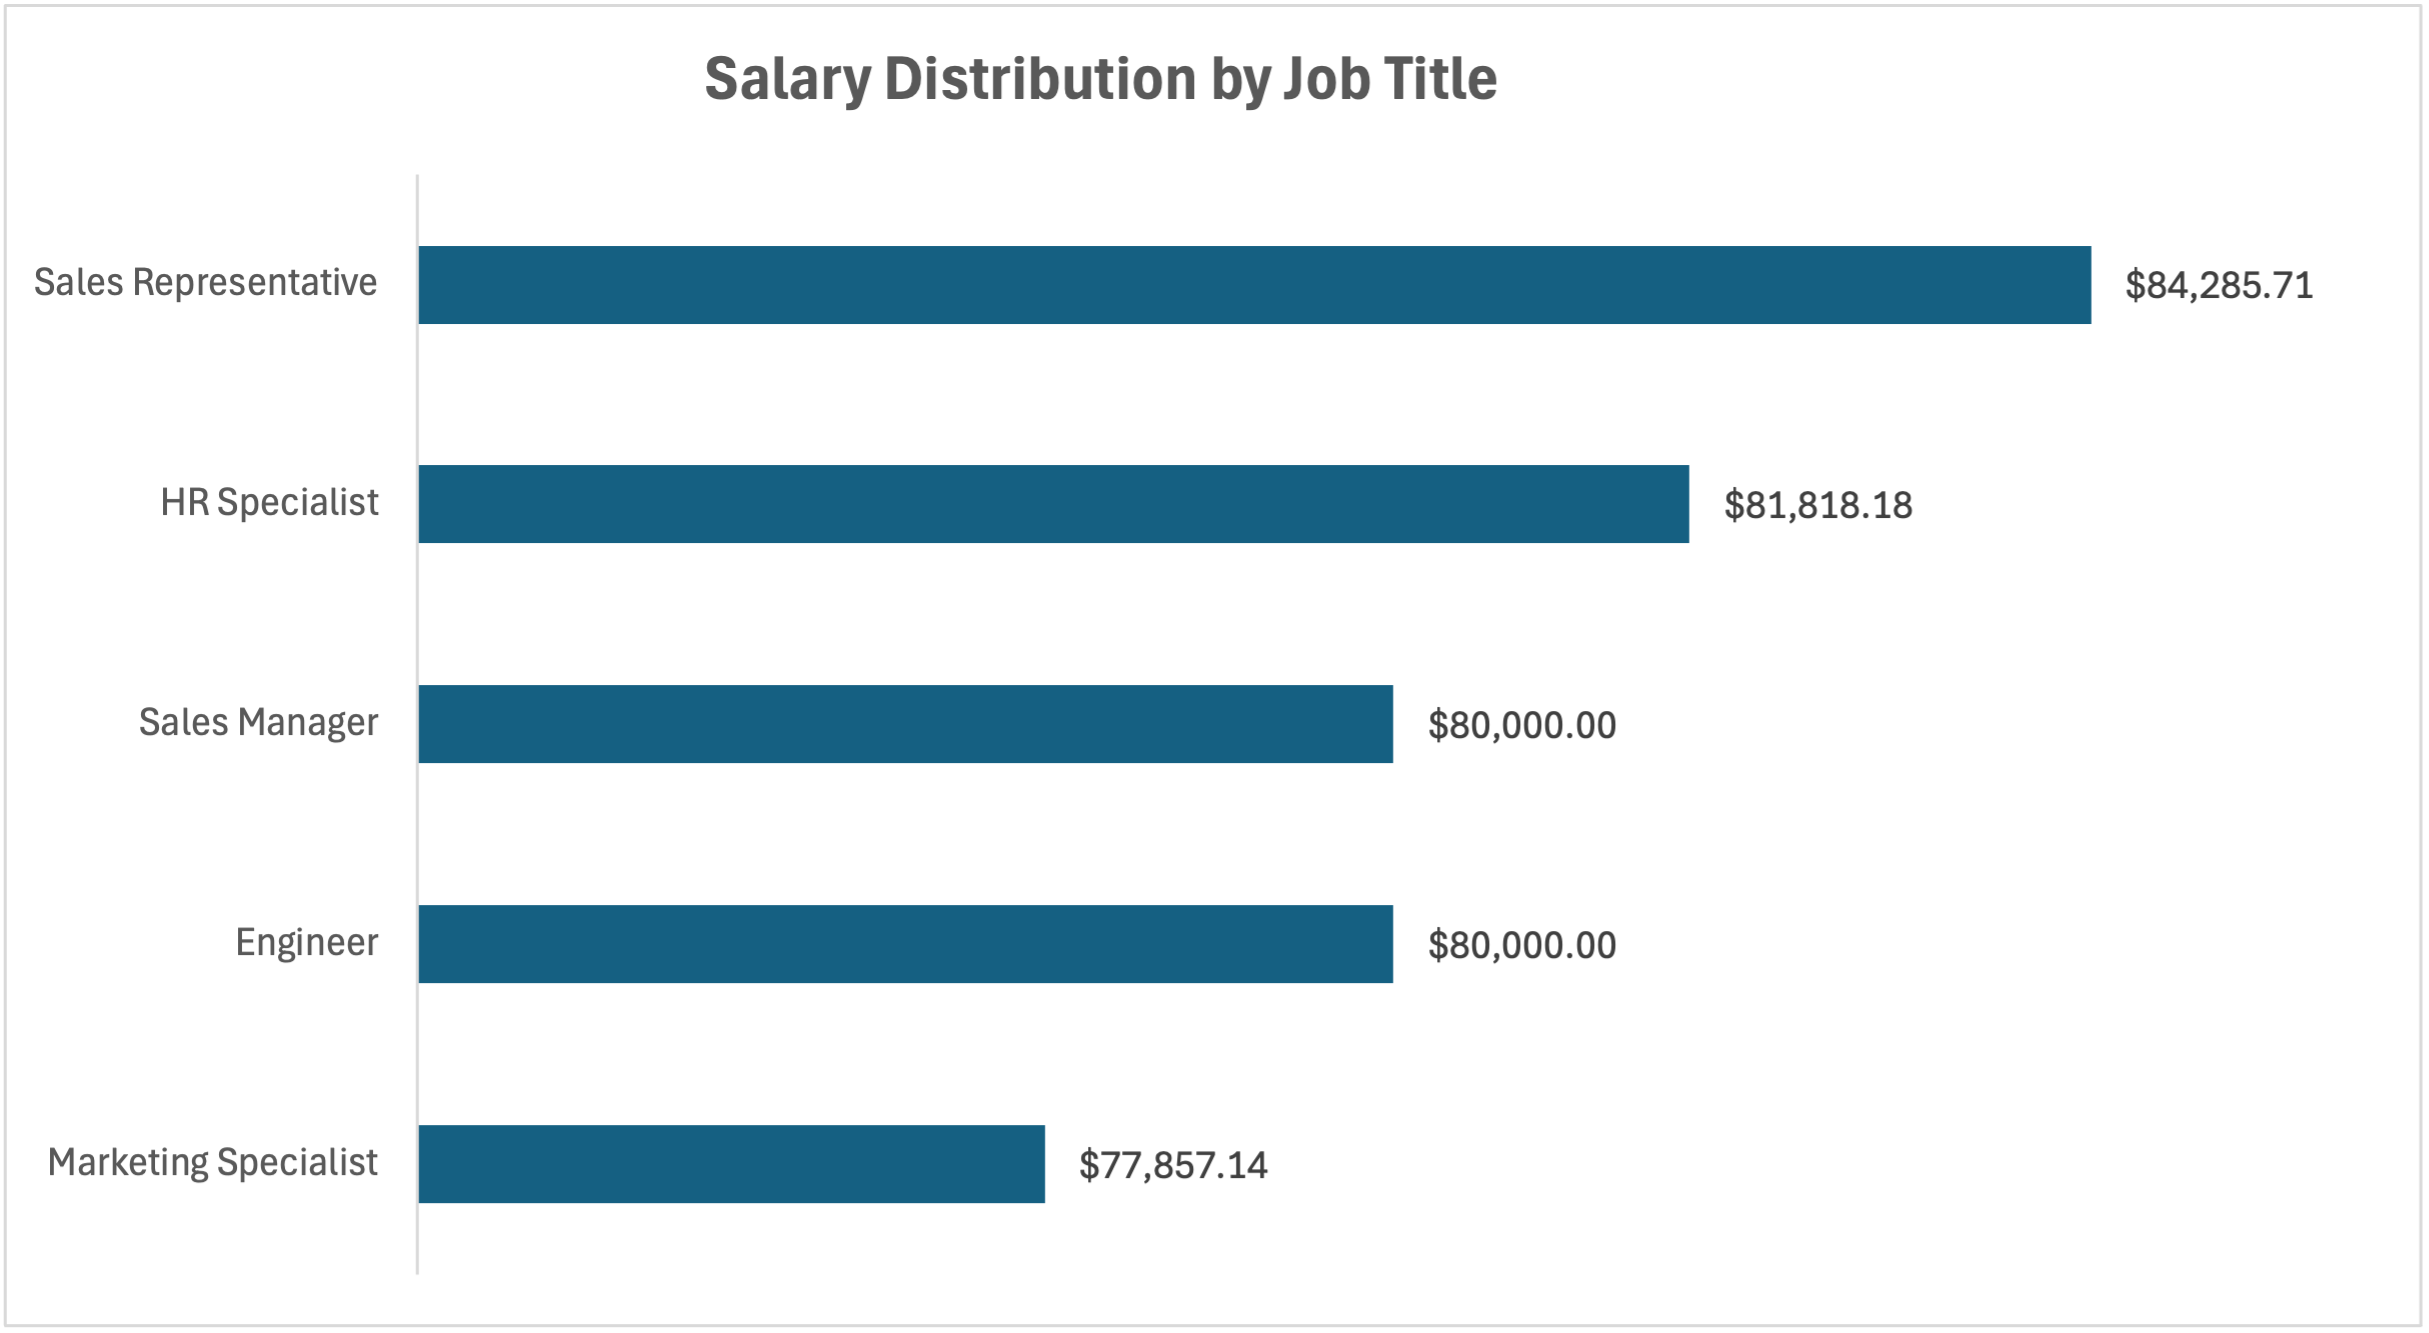 Salary Distribution by Job Title
Sales Representative $84,285.71
HR Specialist $81,818.18
Sales Manager $80,000.00
Engineer $80,000.00
Marketing Specialist $77,857.14